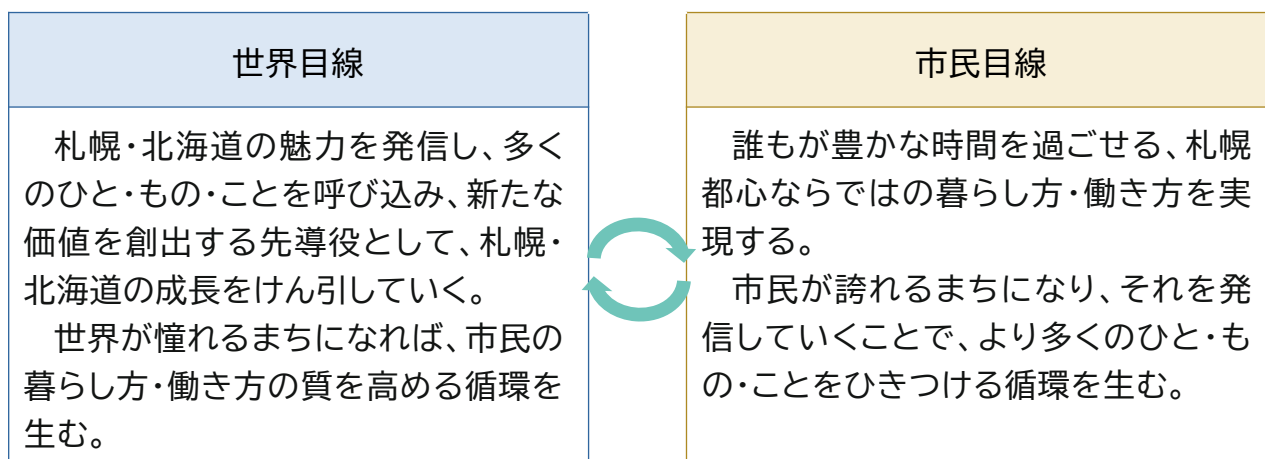 世界目線
札幌・北海道の魅力を発信し、多く
のひと・もの・ことを呼び込み、新たな
価値を創出する先導役として、札幌・
北海道の成長をけん引していく。
世界が憧れるまちになれば、市民の
暮らし方・働き方の質を高める循環を
生む。
市民目線
誰もが豊かな時間を過ごせる、札幌
都心ならではの暮らし方・働き方を実
現する。
市民が誇れるまちになり、それを発
信していくことで、より多くのひと・も
の・ことをひきつける循環を生む。